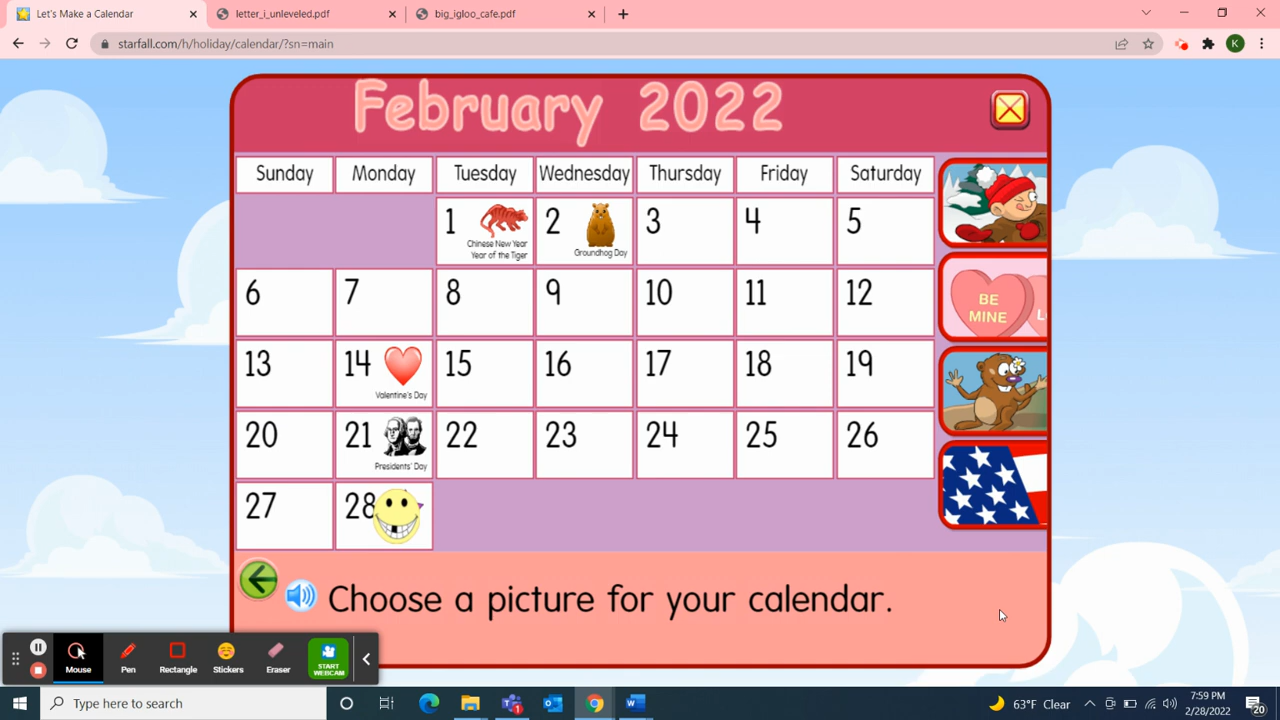 Let's Make a Calendar
letter_i_unleveled.pdf
big_igloo_cafe.pdf
starfall.com/h/holiday/calendar/?sn=main
K
February 2022
Sunday Monday Tuesday Wednesday Thursday Friday Saturday
1 2 3 4 5
Chinese New Year
Year of the Tiger
Groundhog Day
6 7 8 9 10 11 12
BE
MINE
L
13 14 15 16 17 18 19
Valentine's Day
20 21 22 23 24 25 26
Presidents' Day
27 28
Choose a picture for your calendar.
Mouse Pen Rectangle Stickers Eraser START
WEBCAM
Type here to search
63°F Clear
7:59 PM
2/28/2022
20